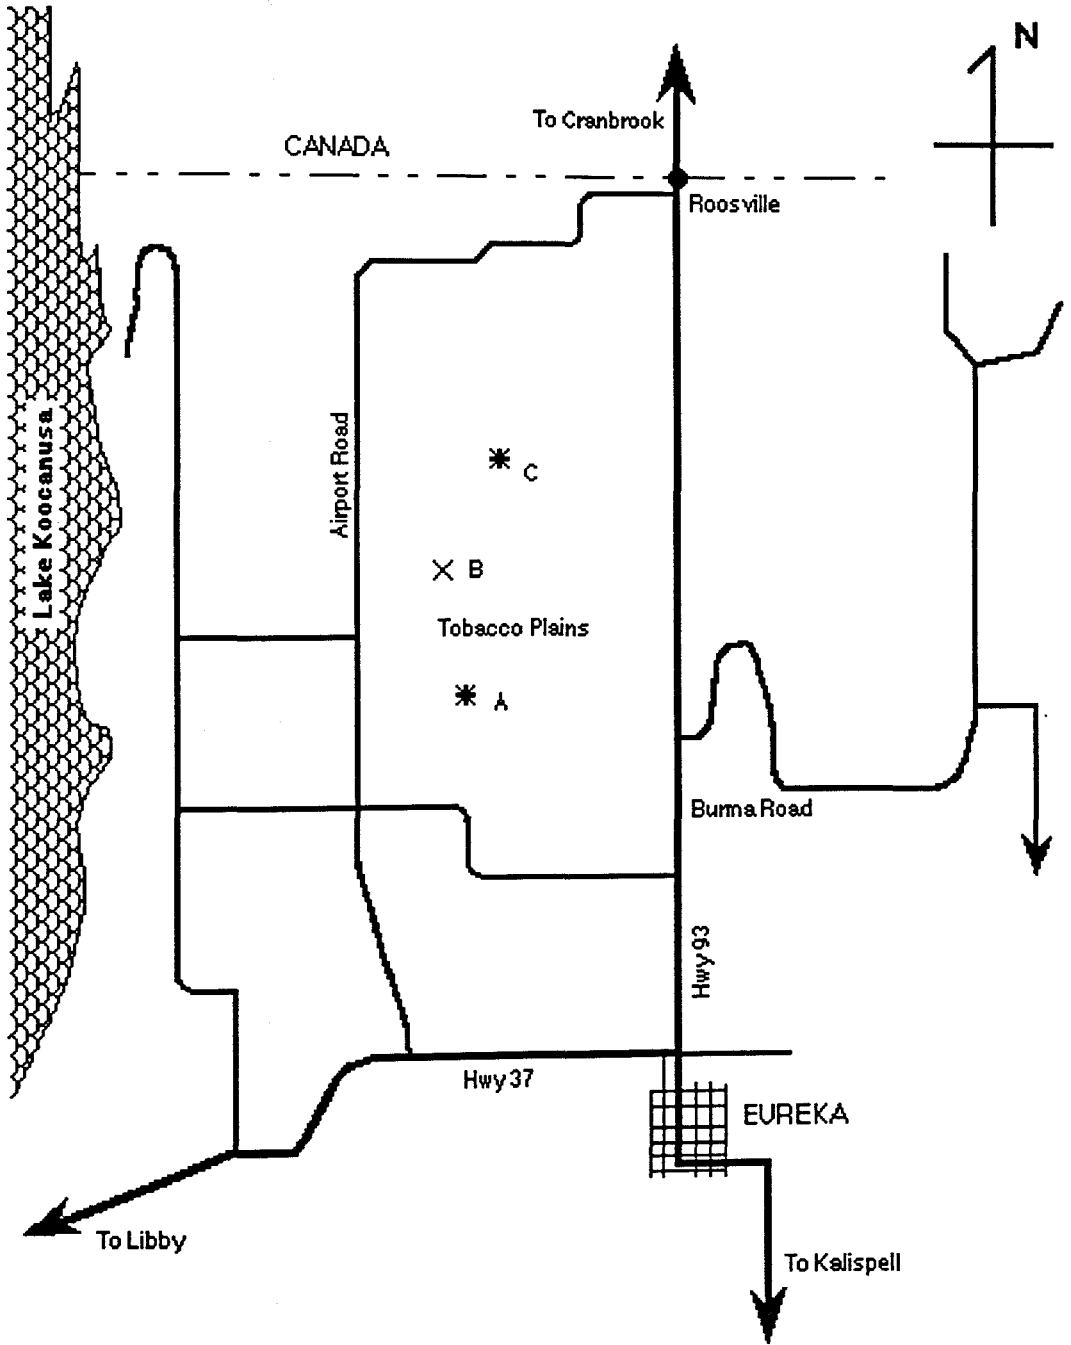 N
To Cranbrook
CANADA
Roosville
Airport Road
Lake Koocanusa
C
B
Tobacco Plains
A
Burma Road
Hwy 93
Hwy 37
EUREKA
To Libby
To Kalispell